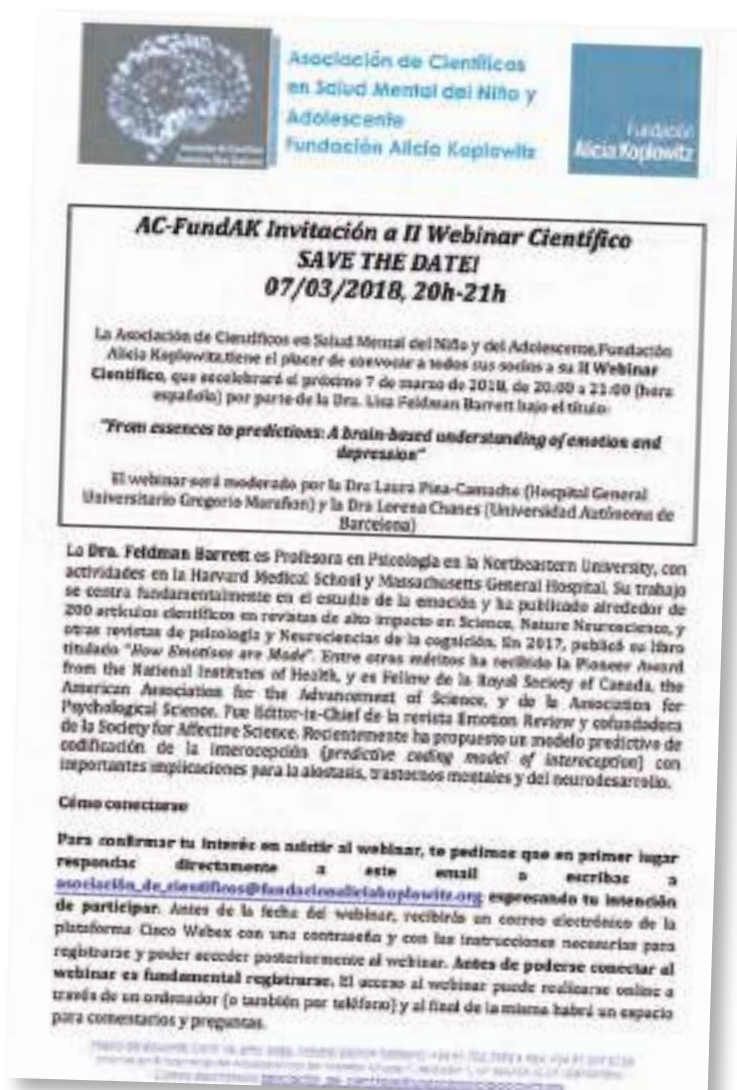 Asociación de Científicos
en Salud Mental del Niño y
Adolescente
Fundación Alicia Koplowitz
Fundación
Alicia Koplowitz
AC-FundAK Invitación a II Webinar Científico
SAVE THE DATE!
07/03/2018, 20h-21h
La Asociación de Científicos en Salud Mental del Niño y del Adolescente.Fundación
Alicia Koplowitz,tiene el placer de convocar a todos sus socios a su II Webinar
Científico, que secelebrará el próximo 7 de marzo de 2018, de 20:00 a 21:00 (hora
española) por parte de la Dra. Lisa Feldman Barrett bajo el título:
"From essences to predictions: A brain-based understanding of emotion and
depression"
El webinar será moderado por la Dra Laura Pina-Camacho (Hospital General
Universitario Gregorio Marañon) y la Dra Lorena Chanes (Universidad Autónoma de
Barcelona)
La Dra. Feldman Barrett es Profesora en Psicología en la Northeastern University, con
actividades en la Harvard Medical School y Massachusetts General Hospital. Su trabajo
se centra fundamentalmente en el estudio de la emoción y ha publicado alrededor de
200 artículos científicos en revistas de alto impacto en Science, Nature Neuroscience, y
otras revistas de psicología y Neurociencias de la cognición. En 2017, publicó su libro
titulado "How Emotions are Made". Entre otros méritos ha recibido la Pioneer Award
from the National Institutes of Health, y es Fellow de la Royal Society of Canada, the
American Association for the Advancement of Science, y de la Association for
Psychological Science. Fue Editor-in-Chief de la revista Emotion Review y cofundadora
de la Society for Affective Science. Recientemente ha propuesto un modelo predictivo de
codificación de la interocepción (predictive coding model of interoception) con
importantes implicaciones para la alostasis, trastornos mentales y del neurodesarrollo.
Cómo conectarse
Para confirmar tu interés en asistir al webinar, te pedimos que en primer lugar
respondas directamente a este email o escribas a
asociación_de_cientificos@fundacionaliciakoplowitz.org expresando tu intención
de participar. Antes de la fecha del webinar, recibirás un correo electrónico de la
plataforma Cisco Webex con una contraseña y con las instrucciones necesarias para
registrarse y poder acceder posteriormente al webinar. Antes de poderse conectar al
webinar es fundamental registrarse. El acceso al webinar puede realizarse online a
través de un ordenador (o también por teléfono) y al final de la misma habrá un espacio
para comentarios y preguntas.